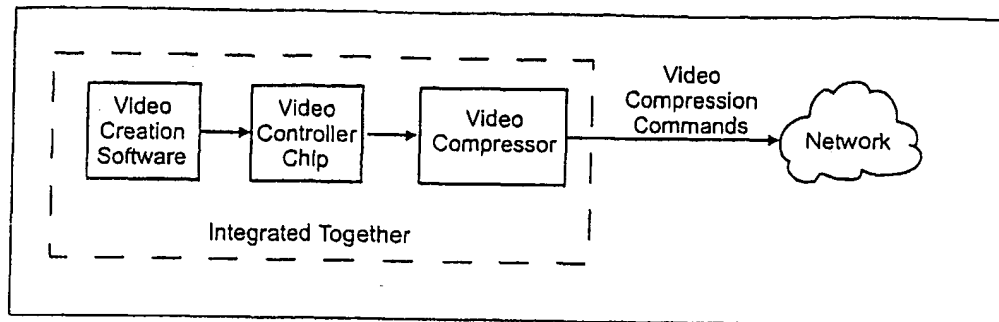 Video
Creation
Software
Video
Controller
Chip
Video
Compressor
Video
Compression
Commands
Network
Integrated Together